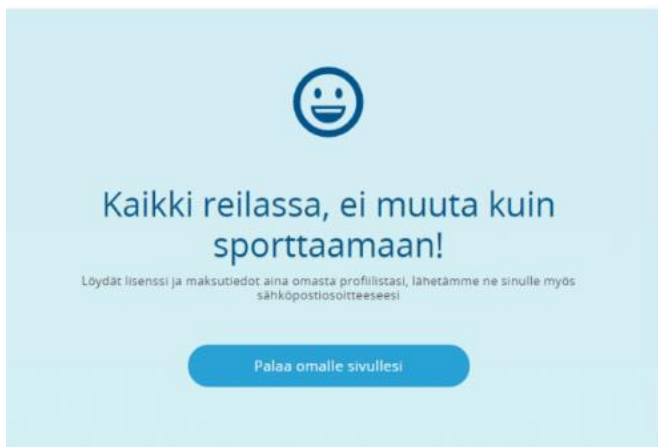 Kaikki reilassa, ei muuta kuin
sporttaamaan!
Löydät lisenssi ja maksutiedot aina omasta profiilistasi, lähetämme ne sinulle myös
sähköpostiosoitteeseesi
Palaa omalle sivullesi